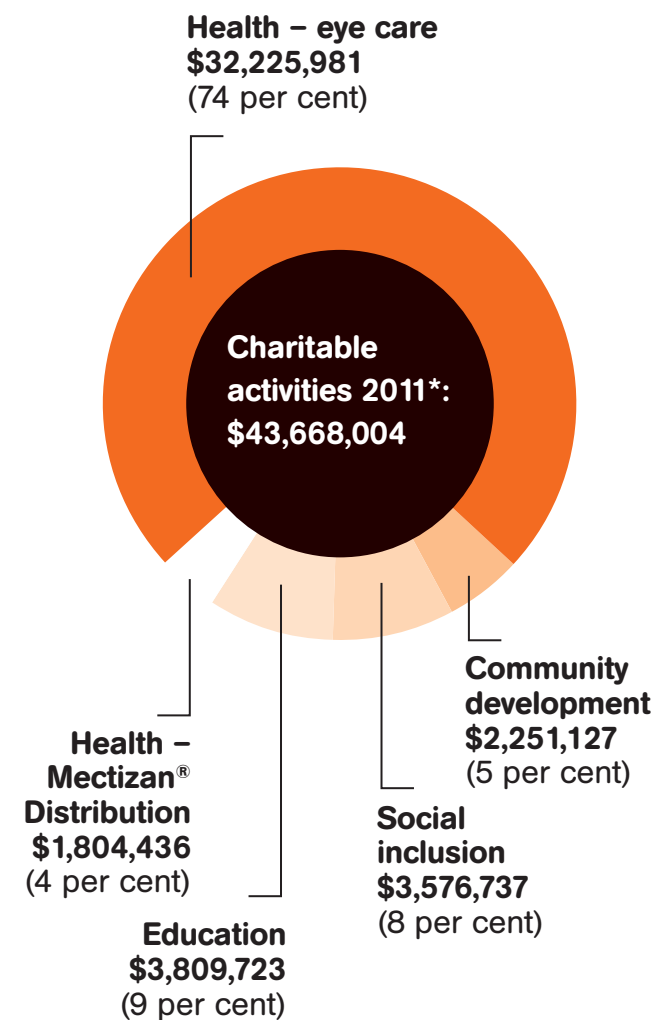 Health – eye care
$32,225,981
(74 per cent)
Charitable
activities 2011*:
$43,668,004
Community
development
$2,251,127
(5 per cent)
Health –
Mectizan®
Distribution
$1,804,436
(4 per cent)
Social
inclusion
$3,576,737
(8 per cent)
Education
$3,809,723
(9 per cent)